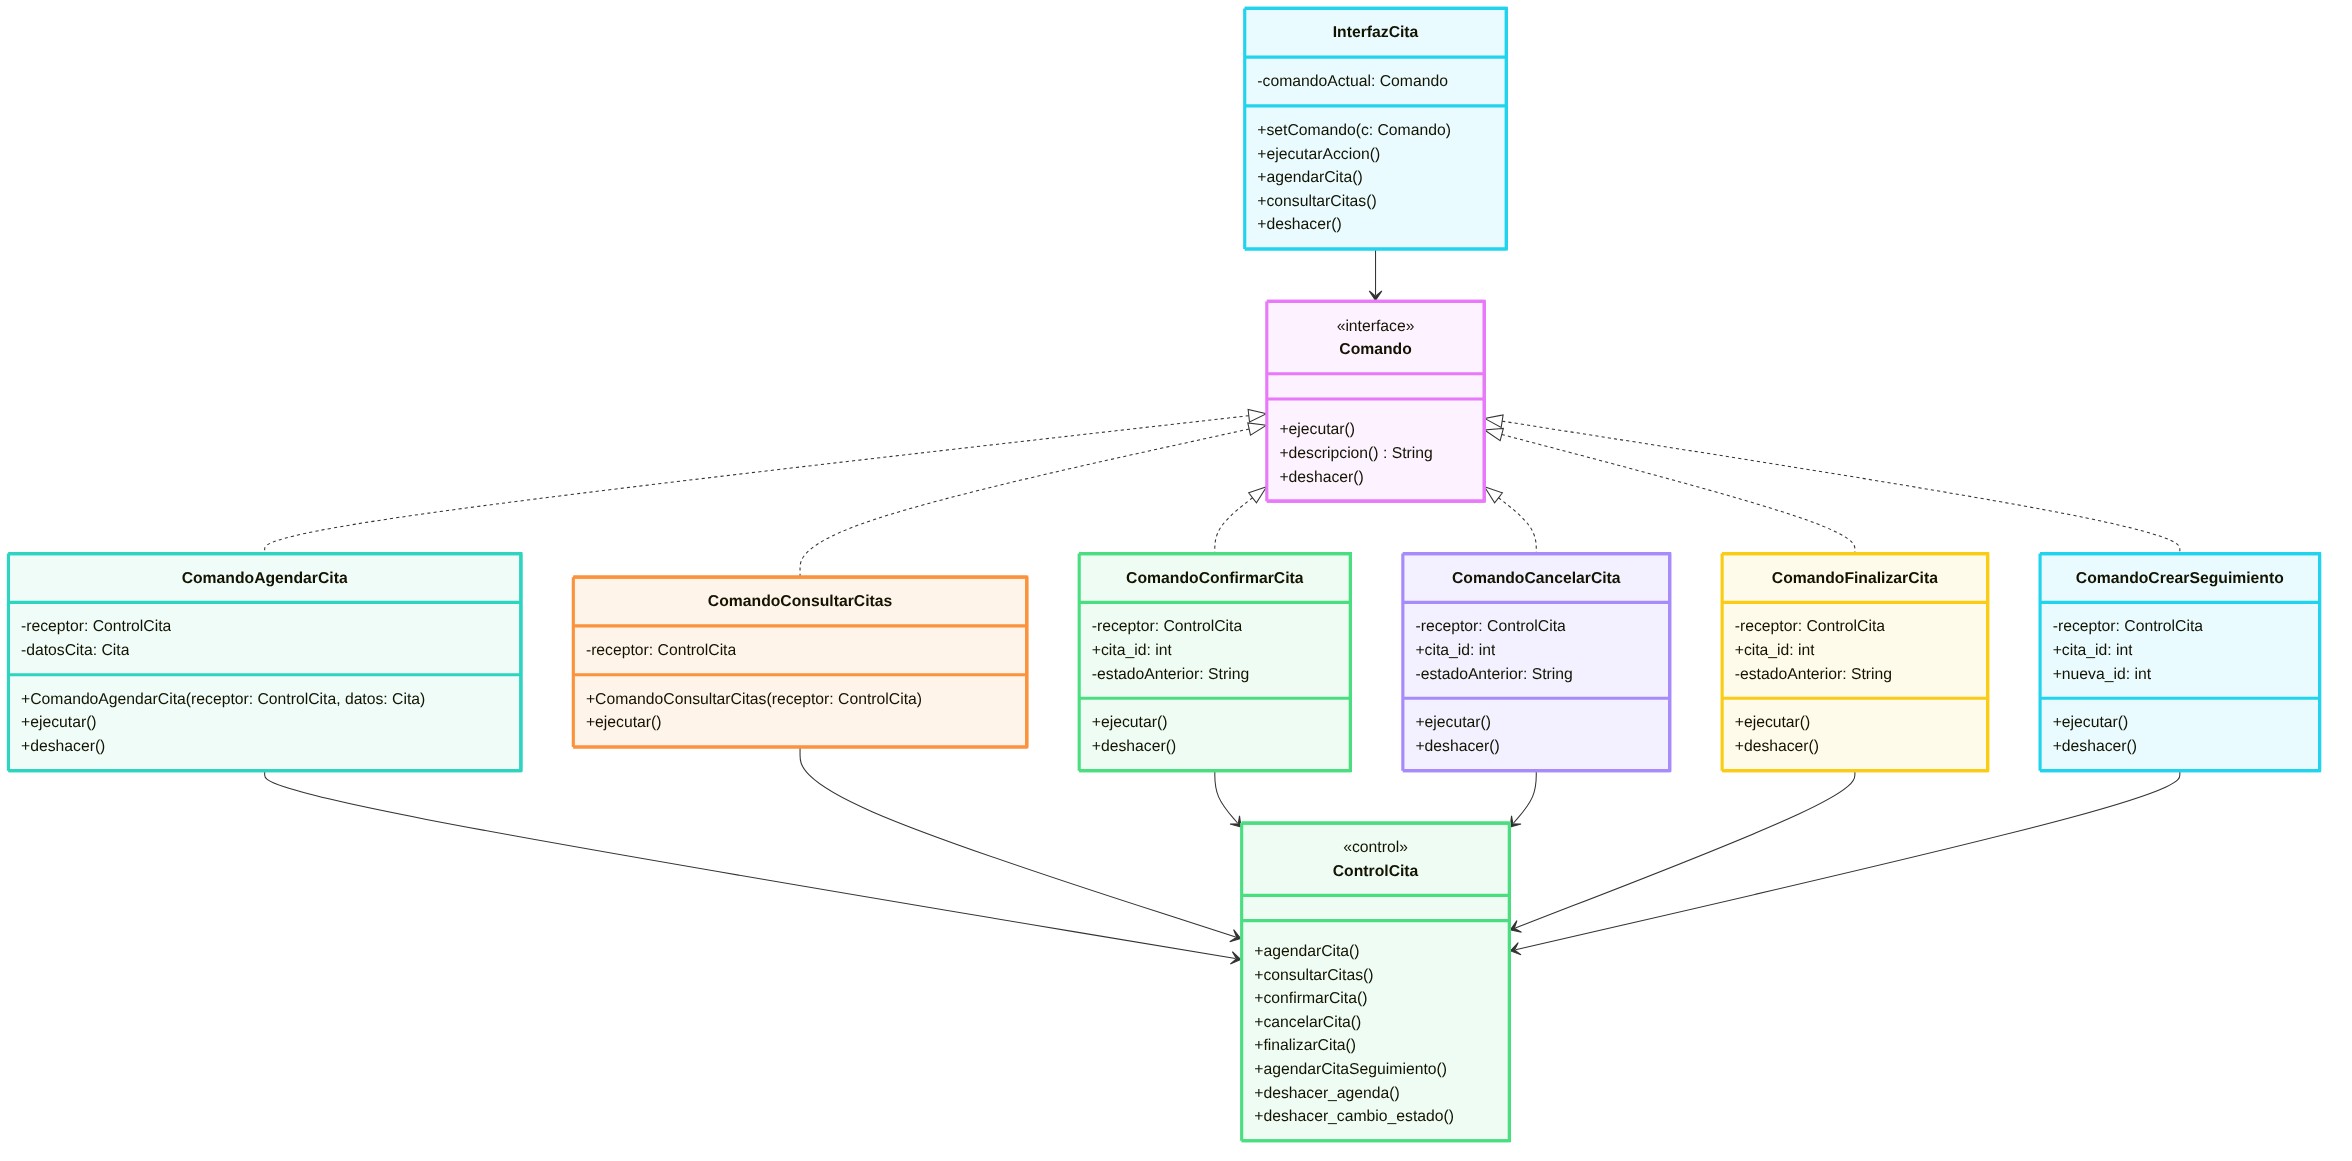 InterfazCita
-comandoActual: Comando
+setComando(c: Comando)
+ejecutarAccion()
+agendarCita()
+consultarCitas()
+deshacer()
«interface»
Comando
+ejecutar()
+descripcion() : String
+deshacer()
ComandoAgendarCita
-receptor: ControlCita
-datosCita: Cita
+ComandoAgendarCita(receptor: ControlCita, datos: Cita)
+ejecutar()
+deshacer()
ComandoConsultarCitas
-receptor: ControlCita
+ComandoConsultarCitas(receptor: ControlCita)
+ejecutar()
ComandoConfirmarCita
-receptor: ControlCita
+cita_id: int
-estadoAnterior: String
+ejecutar()
+deshacer()
ComandoCancelarCita
-receptor: ControlCita
+cita_id: int
-estadoAnterior: String
+ejecutar()
+deshacer()
ComandoFinalizarCita
-receptor: ControlCita
+cita_id: int
-estadoAnterior: String
+ejecutar()
+deshacer()
ComandoCrearSeguimiento
-receptor: ControlCita
+cita_id: int
+nueva_id: int
+ejecutar()
+deshacer()
«control»
ControlCita
+agendarCita()
+consultarCitas()
+confirmarCita()
+cancelarCita()
+finalizarCita()
+agendarCitaSeguimiento()
+deshacer_agenda()
+deshacer_cambio_estado()